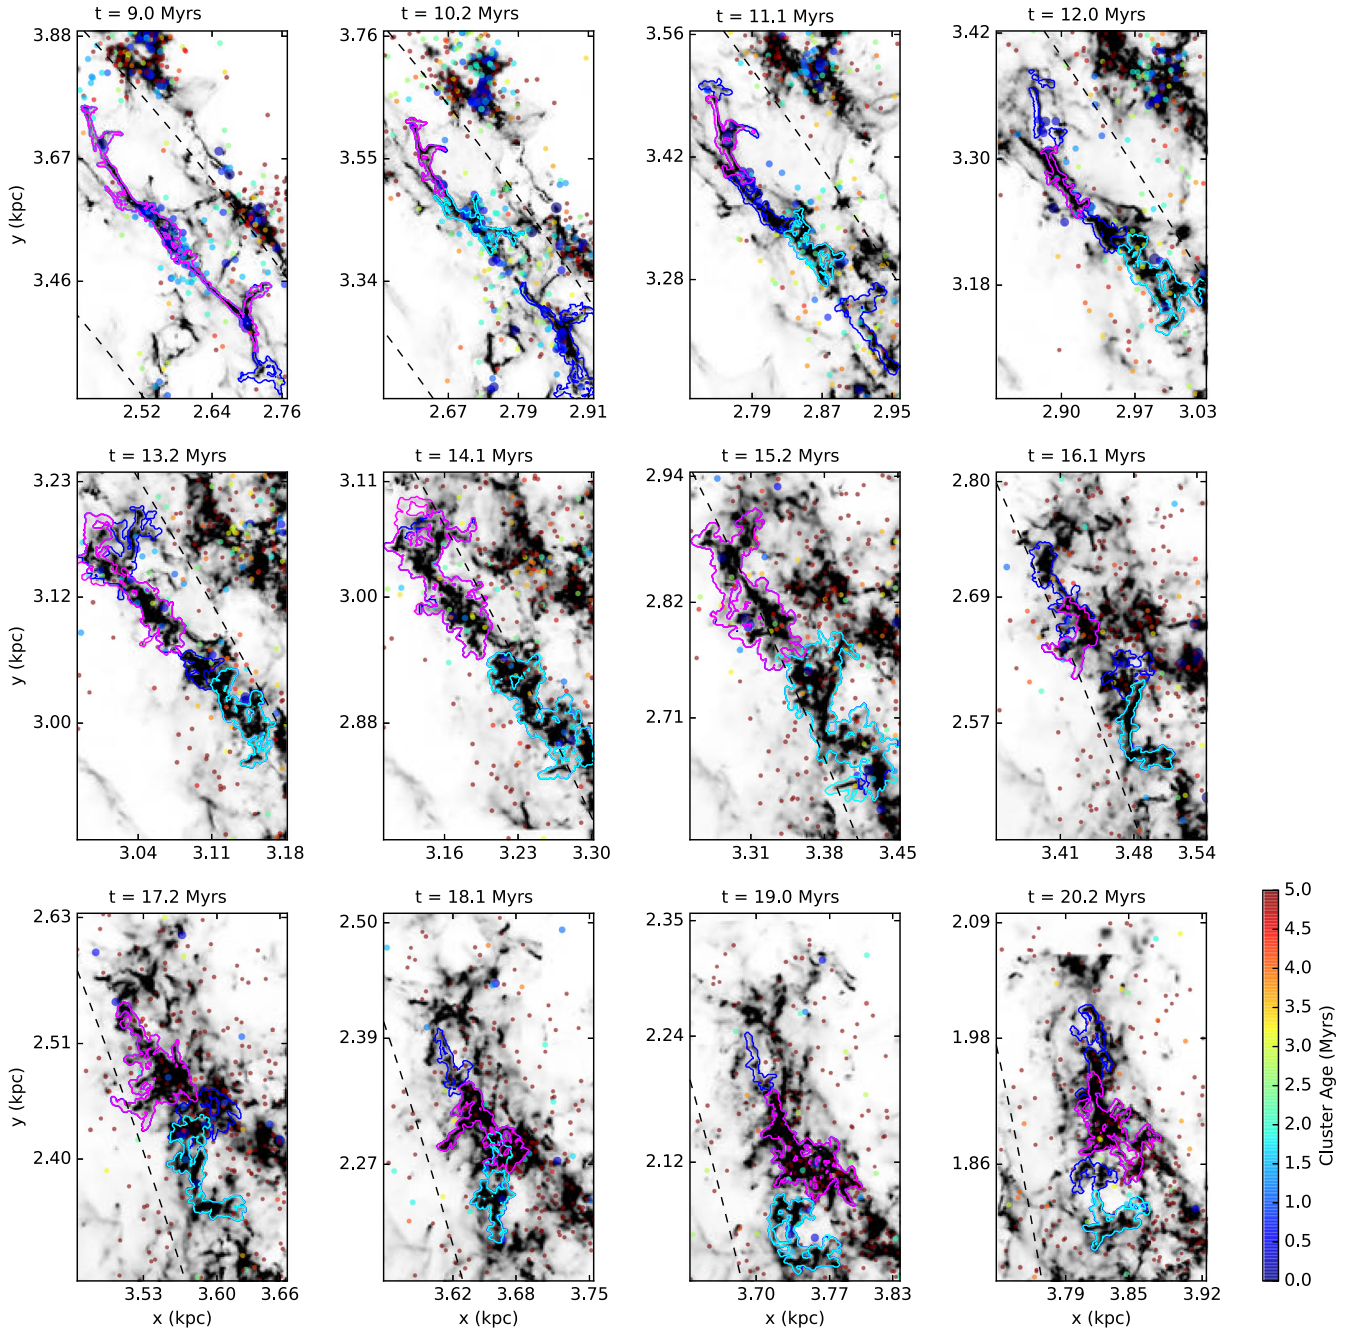 t = 9.0 Myrs
t = 10.2 Myrs
t = 11.1 Myrs
t = 12.0 Myrs
3.88
3.67
3.46
y (kpc)
2.52 2.64 2.76
3.76
3.55
3.34
2.67 2.79 2.91
3.56
3.42
3.28
2.79 2.87 2.95
3.42
3.30
3.18
2.90 2.97 3.03
t = 13.2 Myrs
t = 14.1 Myrs
t = 15.2 Myrs
t = 16.1 Myrs
3.23
3.12
3.00
y (kpc)
3.04 3.11 3.18
3.11
3.00
2.88
3.16 3.23 3.30
2.94
2.82
2.71
3.31 3.38 3.45
2.80
2.69
2.57
3.41 3.48 3.54
t = 17.2 Myrs
t = 18.1 Myrs
t = 19.0 Myrs
t = 20.2 Myrs
2.63
2.51
2.40
y (kpc)
3.53 3.60 3.66
x (kpc)
2.50
2.39
2.27
3.62 3.68 3.75
x (kpc)
2.35
2.24
2.12
3.70 3.77 3.83
x (kpc)
2.09
1.98
1.86
3.79 3.85 3.92
x (kpc)
5.0
4.5
4.0
3.5
3.0
2.5
2.0
1.5
1.0
0.5
0.0
Cluster Age (Myrs)